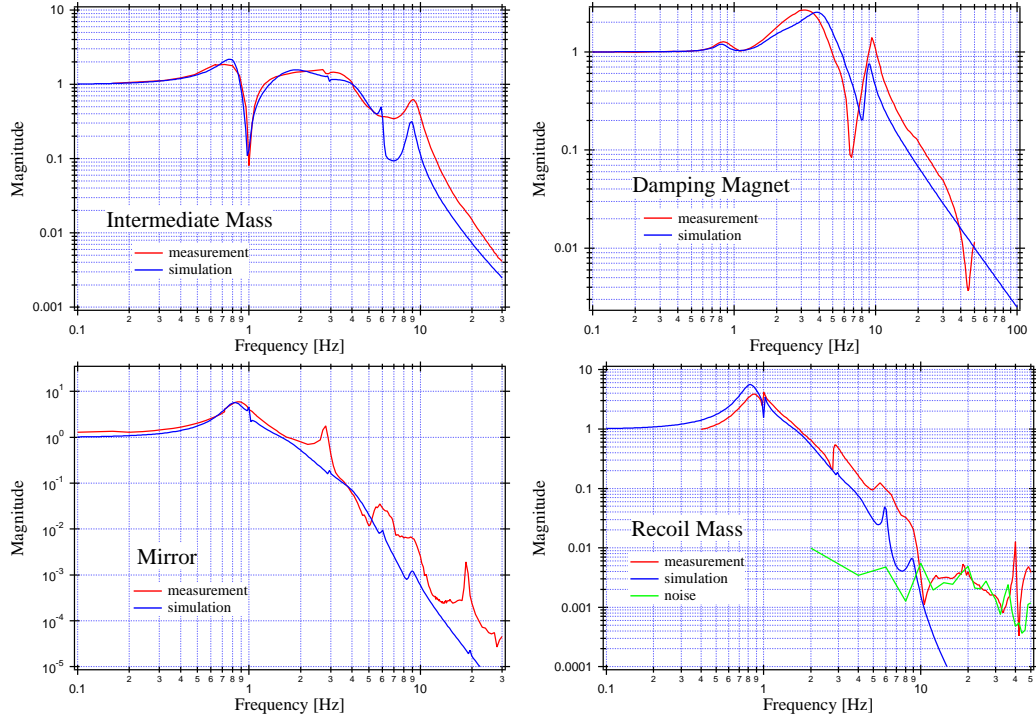 10
1
0.1
0.01
0.001
Magnitude
Intermediate Mass
measurement
simulation
0.1 2 3 4 5 6 7 8 9 1 2 3 4 5 6 7 8 9 10 2 3
Frequency [Hz]
1
0.1
0.01
Magnitude
Damping Magnet
measurement
simulation
0.1 2 3 4 5 6 7 8 1 2 3 4 5 6 7 8 10 2 3 4 5 6 7 8 100
Frequency [Hz]
10^1
10^0
10^-1
10^-2
10^-3
10^-4
10^-5
Magnitude
Mirror
measurement
simulation
0.1 2 3 4 5 6 7 8 9 1 2 3 4 5 6 7 8 9 10 2 3
Frequency [Hz]
10
1
0.1
0.01
0.001
0.0001
Magnitude
Recoil Mass
measurement
simulation
noise
0.1 2 3 4 5 6 7 8 9 1 2 3 4 5 6 7 8 9 10 2 3 4 5
Frequency [Hz]